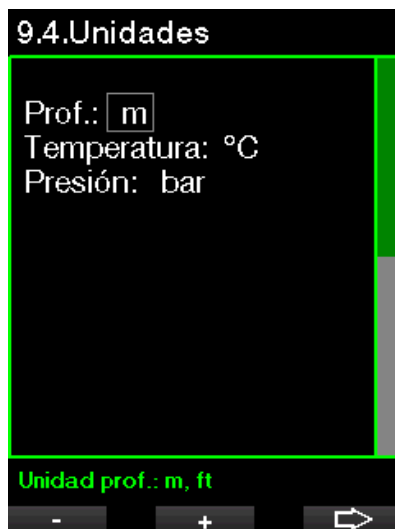 9.4.Unidades
Prof.: m
Temperatura: °C
Presión: bar
Unidad prof.: m, ft
- +